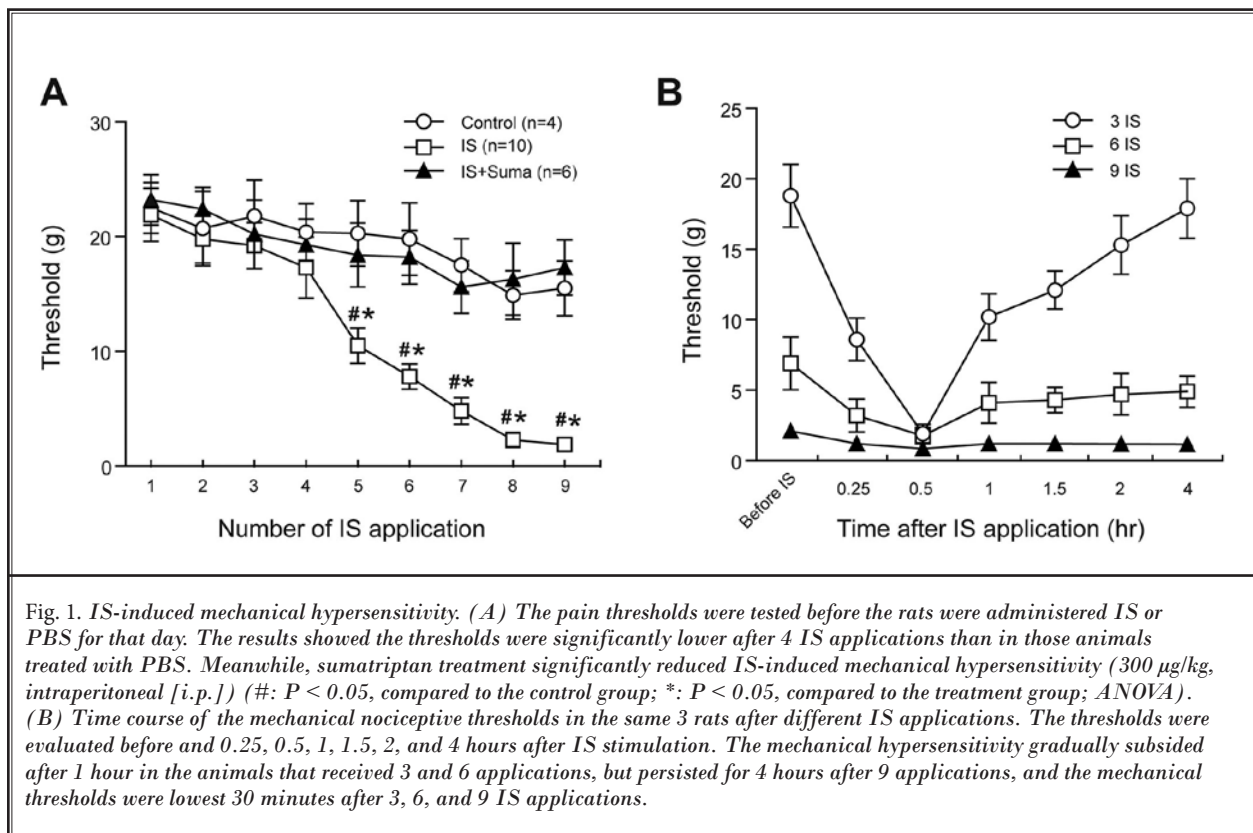 A
30
20
10
0
Threshold (g)
Control (n=4)
IS (n=10)
IS+Suma (n=6)
#*
#*
#*
#*
#*
1 2 3 4 5 6 7 8 9
Number of IS application
B
25
20
15
10
5
0
Threshold (g)
3 IS
6 IS
9 IS
Before IS 0.25 0.5 1 1.5 2 4
Time after IS application (hr)
Fig. 1. IS-induced mechanical hypersensitivity. (A) The pain thresholds were tested before the rats were administered IS or
PBS for that day. The results showed the thresholds were significantly lower after 4 IS applications than in those animals
treated with PBS. Meanwhile, sumatriptan treatment significantly reduced IS-induced mechanical hypersensitivity (300 μg/kg,
intraperitoneal [i.p.]) (#: P < 0.05, compared to the control group; *: P < 0.05, compared to the treatment group; ANOVA).
(B) Time course of the mechanical nociceptive thresholds in the same 3 rats after different IS applications. The thresholds were
evaluated before and 0.25, 0.5, 1, 1.5, 2, and 4 hours after IS stimulation. The mechanical hypersensitivity gradually subsided
after 1 hour in the animals that received 3 and 6 applications, but persisted for 4 hours after 9 applications, and the mechanical
thresholds were lowest 30 minutes after 3, 6, and 9 IS applications.